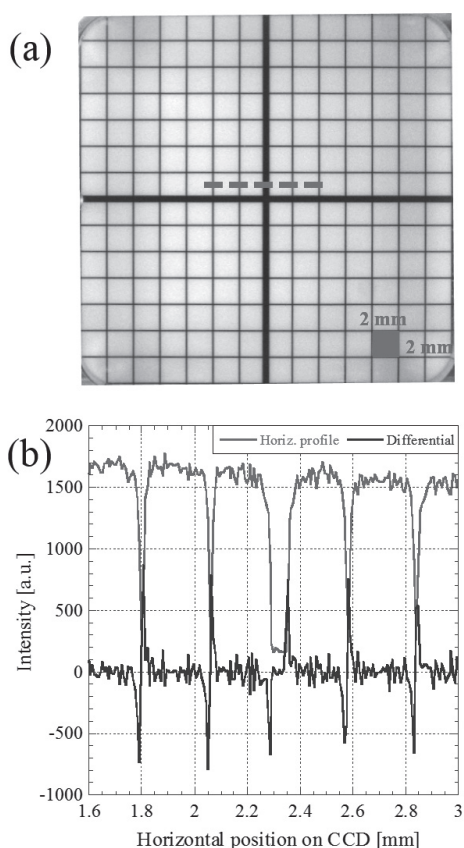 (a)
2 mm
2 mm
(b)
Horiz. profile Differential
2000
1500
1000
500
0
-500
-1000
Intensity [a.u.]
1.6 1.8 2 2.2 2.4 2.6 2.8 3
Horizontal position on CCD [mm]